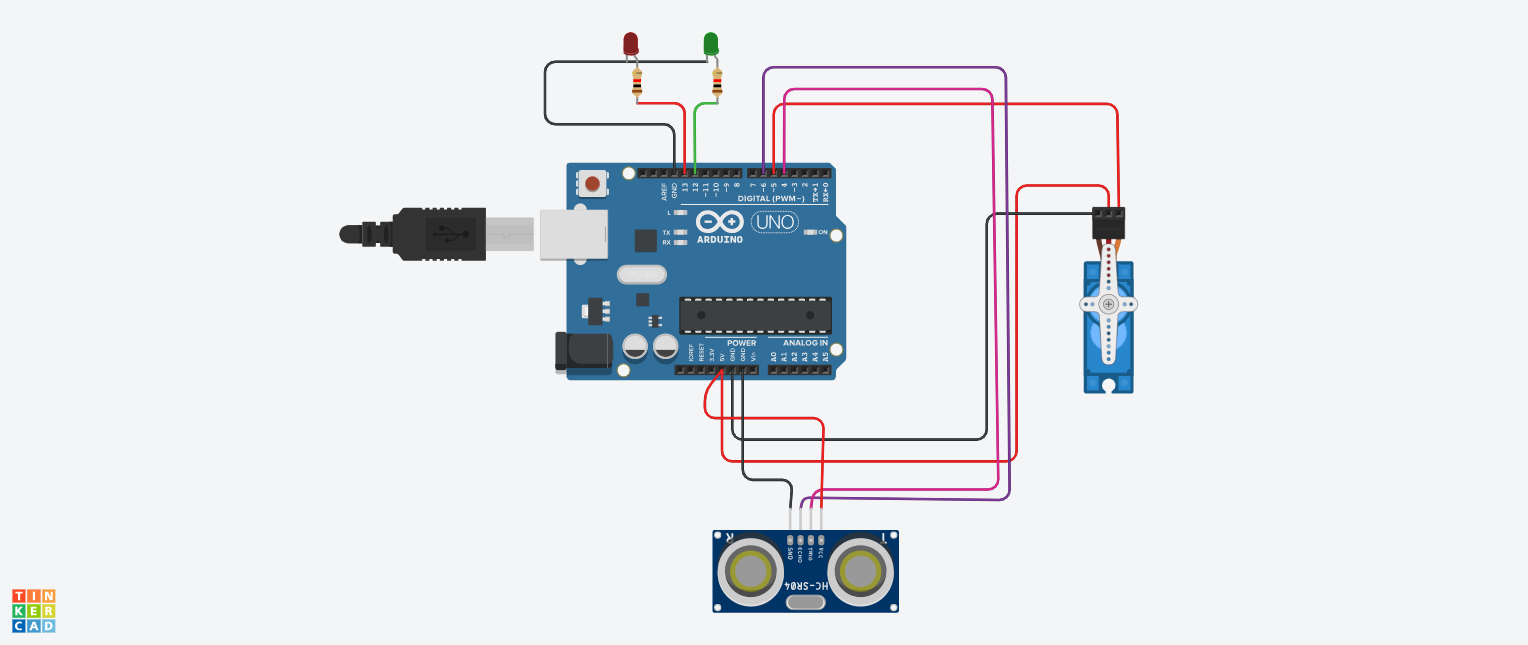 AREF
GND
13
12
~11
~10
~9
8
7
~6
~5
4
~3
2
TX→1
RX←0
DIGITAL (PWM~)
L
TX
RX
ARDUINO
UNO
ON
POWER
ANALOG IN
IOREF
RESET
3.3V
5V
GND
GND
Vin
A0
A1
A2
A3
A4
A5
R
T
GND
ECHO
TRIG
VCC
HC-SR04
TIN
KER
CAD